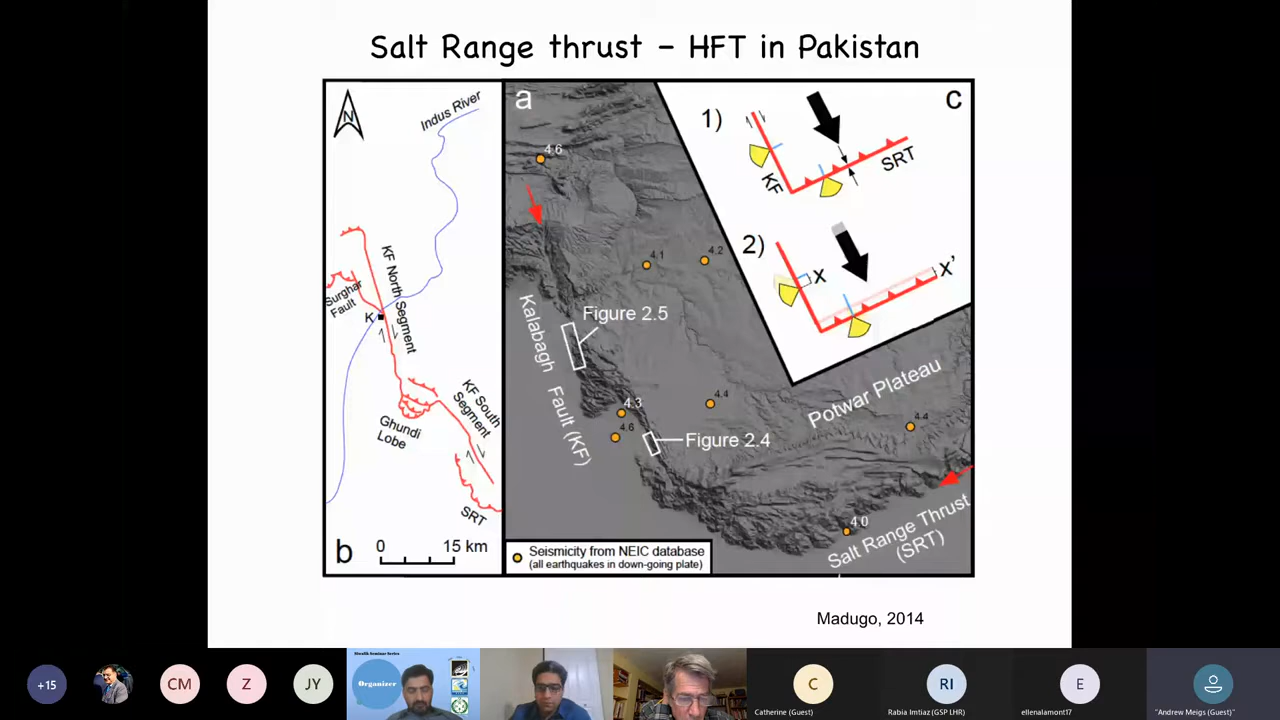 Salt Range thrust – HFT in Pakistan
N
Indus River
KF North Segment
Surghar
Fault
K
KF South
Segment
Ghundi
Lobe
SRT
b
0 15 km
a
4.6
4.1
4.2
Figure 2.5
Kalabagh Fault (KF)
4.3
4.4
4.6
Figure 2.4
Potwar Plateau
4.4
4.0
Salt Range Thrust
(SRT)
Seismicity from NEIC database
(all earthquakes in down-going plate)
c
1)
KF
SRT
2)
X
X'
Madugo, 2014
+15
CM
Z
JY
Siwalik Seminar Series
Organizer
C
Catherine (Guest)
RI
Rabia Imtiaz (GSP LHR)
E
ellenalamont17
"Andrew Meigs (Guest)"